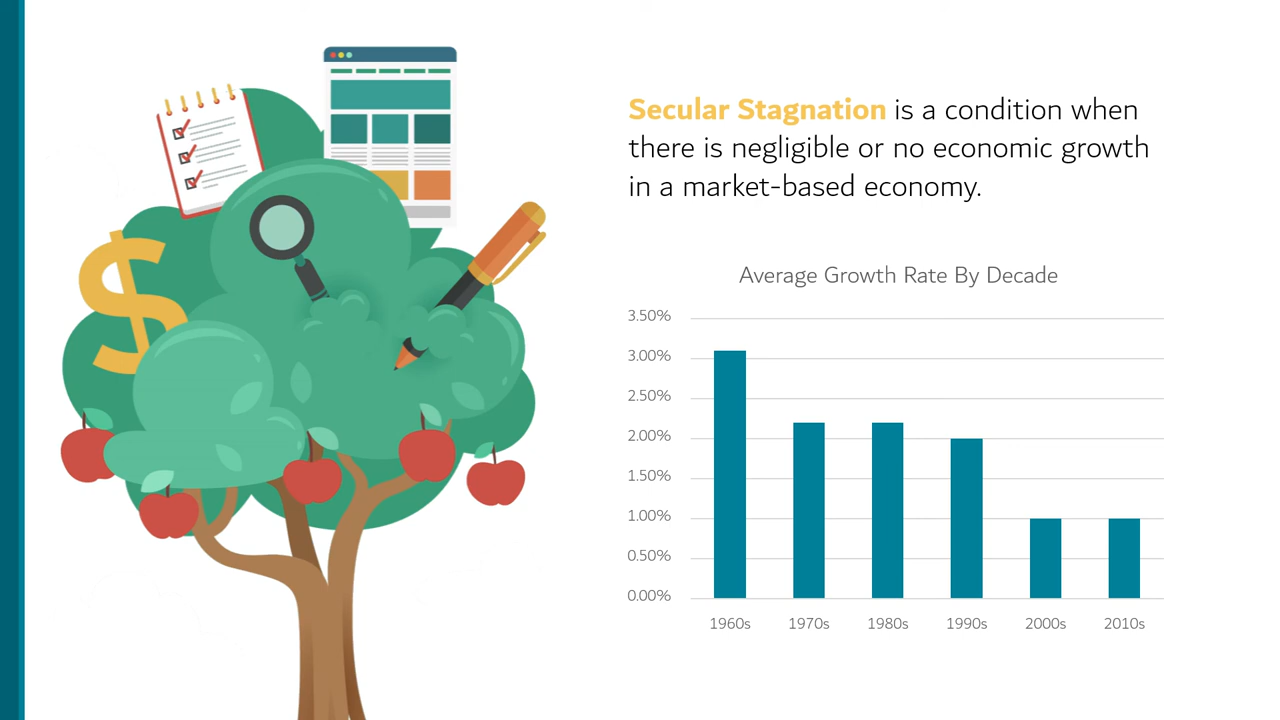 Secular Stagnation is a condition when
there is negligible or no economic growth
in a market-based economy.
Average Growth Rate By Decade
3.50%
3.00%
2.50%
2.00%
1.50%
1.00%
0.50%
0.00%
1960s 1970s 1980s 1990s 2000s 2010s
$